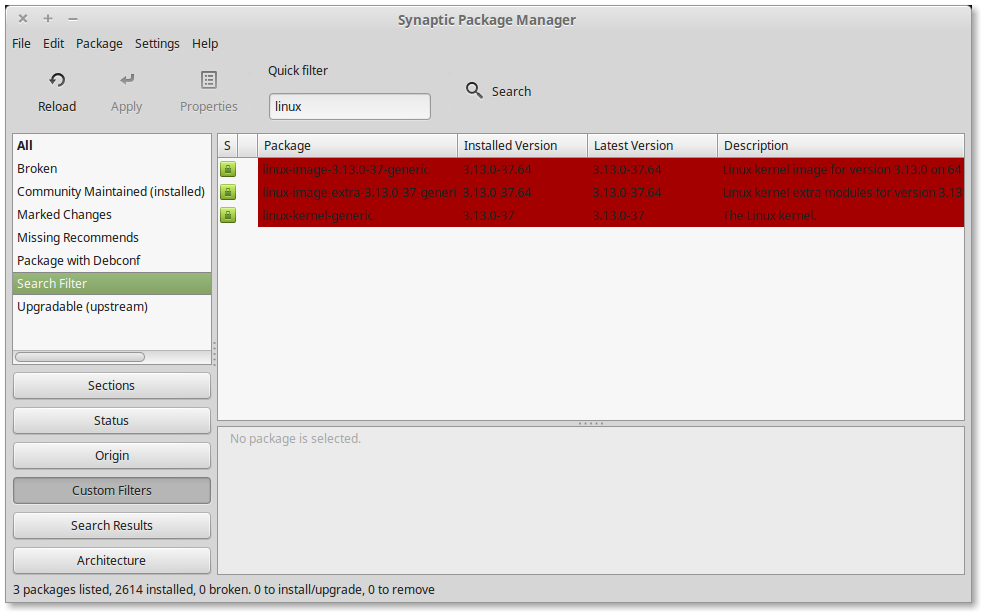 Synaptic Package Manager
File Edit Package Settings Help
Quick filter
Reload Apply Properties linux Search
All
Broken
Community Maintained (installed)
Marked Changes
Missing Recommends
Package with Debconf
Search Filter
Upgradable (upstream)
Sections
Status
Origin
Custom Filters
Search Results
Architecture
S Package Installed Version Latest Version Description
linux-image-3.13.0-37-generic 3.13.0-37.64 3.13.0-37.64 Linux kernel image for version 3.13.0 on 64
linux-image-extra-3.13.0-37-generi 3.13.0-37.64 3.13.0-37.64 Linux kernel extra modules for version 3.13
linux-kernel-generic 3.13.0-37 3.13.0-37 The Linux kernel.
No package is selected.
3 packages listed, 2614 installed, 0 broken. 0 to install/upgrade, 0 to remove